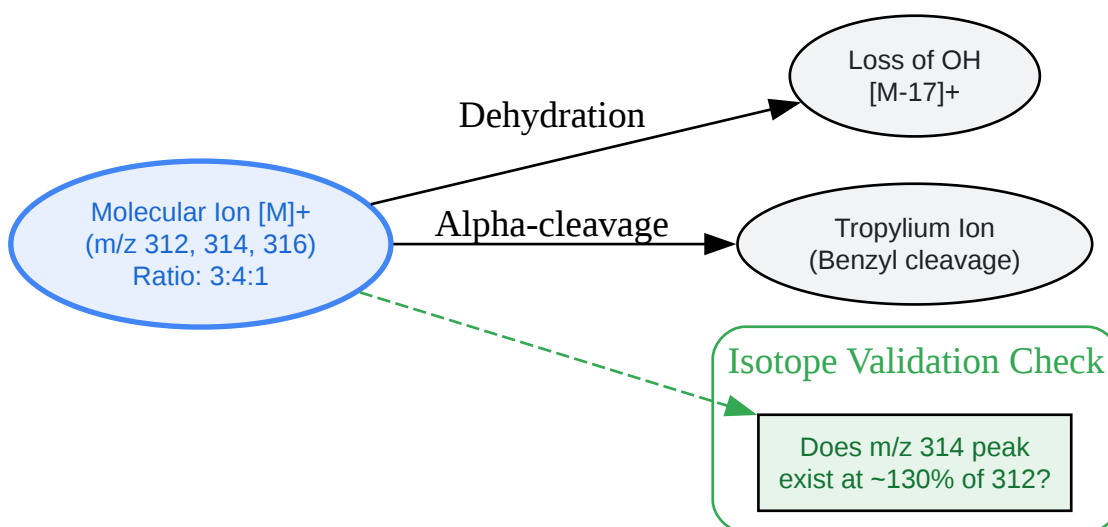 Loss of OH
[M-17]+
Dehydration
Molecular Ion [M]+
(m/z 312, 314, 316)
Ratio: 3:4:1
Alpha-cleavage
Tropylium Ion
(Benzyl cleavage)
Isotope Validation Check
Does m/z 314 peak
exist at ~130% of 312?